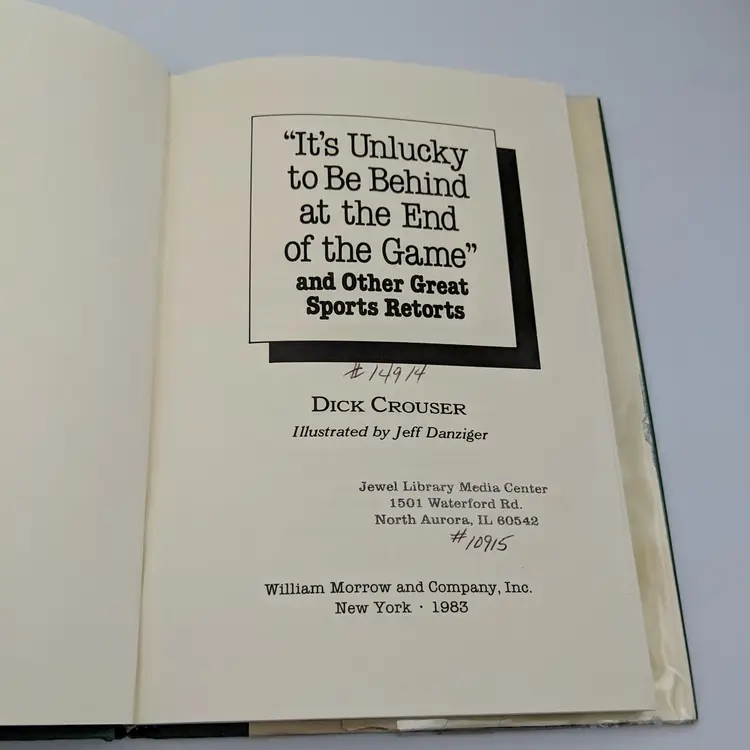 “It’s Unlucky
to Be Behind
at the End
of the Game”
and Other Great
Sports Retorts
#14914
DICK CROUSER
Illustrated by Jeff Danziger
Jewel Library Media Center
1501 Waterford Rd.
North Aurora, IL 60542
#10915
William Morrow and Company, Inc.
New York · 1983